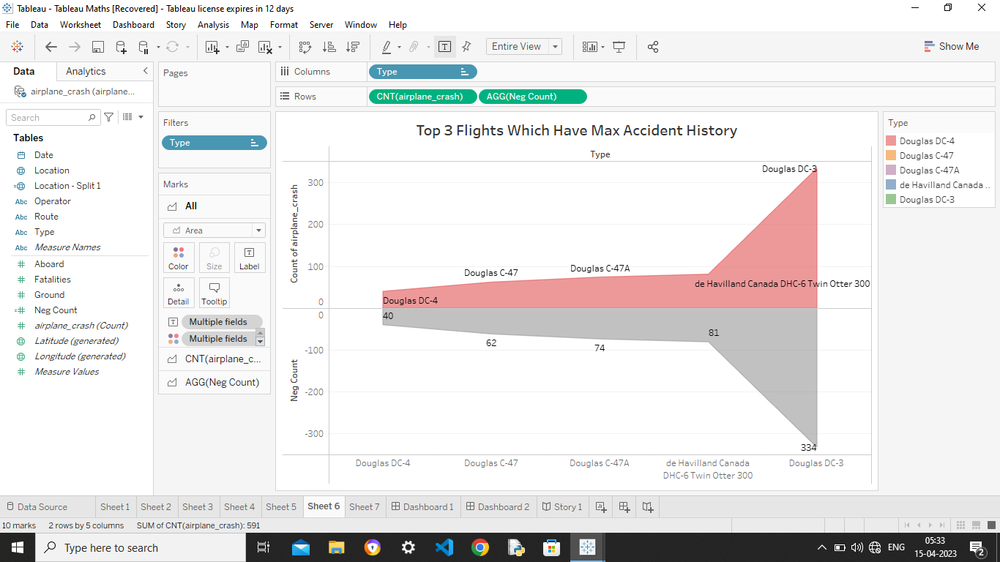 Tableau - Tableau Maths [Recovered] - Tableau license expires in 12 days
File Data Worksheet Dashboard Story Analysis Map Format Server Window Help
Entire View
Show Me
Data Analytics
airplane_crash (airplane...
Search
Tables
Date
Location
Location - Split 1
Abc Operator
Abc Route
Abc Type
Abc Measure Names
Aboard
Fatalities
Ground
Neg Count
airplane_crash (Count)
Latitude (generated)
Longitude (generated)
Measure Values
Pages
Filters
Type
Marks
All
Area
Color Size Label
Detail Tooltip
Multiple fields
Multiple fields
CNT(airplane_c...
AGG(Neg Count)
Columns Type
Rows CNT(airplane_crash) AGG(Neg Count)
Top 3 Flights Which Have Max Accident History
Type
Count of airplane_crash
300
200
100
0
Douglas DC-3
Douglas C-47
Douglas C-47A
de Havilland Canada DHC-6 Twin Otter 300
Douglas DC-4
Neg Count
0
-100
-200
-300
40
62
74
81
334
Douglas DC-4 Douglas C-47 Douglas C-47A de Havilland Canada Douglas DC-3
DHC-6 Twin Otter 300
Type
Douglas DC-4
Douglas C-47
Douglas C-47A
de Havilland Canada ..
Douglas DC-3
Data Source Sheet 1 Sheet 2 Sheet 3 Sheet 4 Sheet 5 Sheet 6 Sheet 7 Dashboard 1 Dashboard 2 Story 1
10 marks 2 rows by 5 columns SUM of CNT(airplane_crash): 591
Type here to search
ENG
05:33
15-04-2023
2